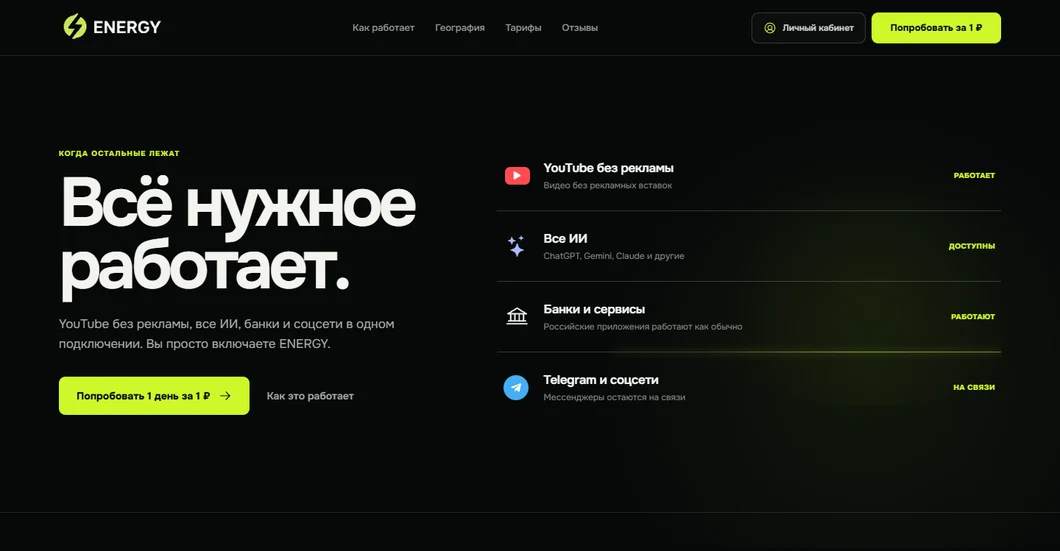 ENERGY
Как работает
География
Тарифы
Отзывы
Личный кабинет
Попробовать за 1 ₽
КОГДА ОСТАЛЬНЫЕ ЛЕЖАТ
Всё нужное
работает.
YouTube без рекламы, все ИИ, банки и соцсети в одном
подключении. Вы просто включаете ENERGY.
Попробовать 1 день за 1 ₽ →
Как это работает
YouTube без рекламы
Видео без рекламных вставок
РАБОТАЕТ
Все ИИ
ChatGPT, Gemini, Claude и другие
ДОСТУПНЫ
Банки и сервисы
Российские приложения работают как обычно
РАБОТАЮТ
Telegram и соцсети
Мессенджеры остаются на связи
НА СВЯЗИ